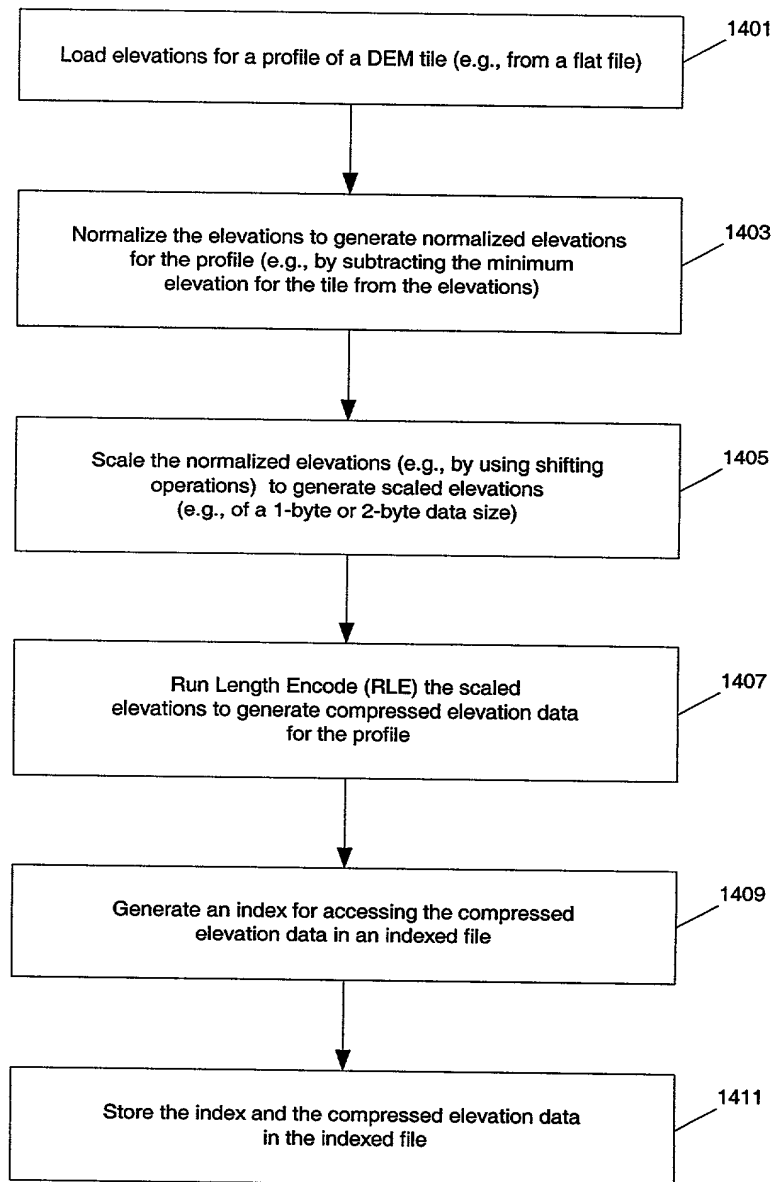 Load elevations for a profile of a DEM tile (e.g., from a flat file)
1401
Normalize the elevations to generate normalized elevations
for the profile (e.g., by subtracting the minimum
elevation for the tile from the elevations)
1403
Scale the normalized elevations (e.g., by using shifting
operations) to generate scaled elevations
(e.g., of a 1-byte or 2-byte data size)
1405
Run Length Encode (RLE) the scaled
elevations to generate compressed elevation data
for the profile
1407
Generate an index for accessing the compressed
elevation data in an indexed file
1409
Store the index and the compressed elevation data
in the indexed file
1411